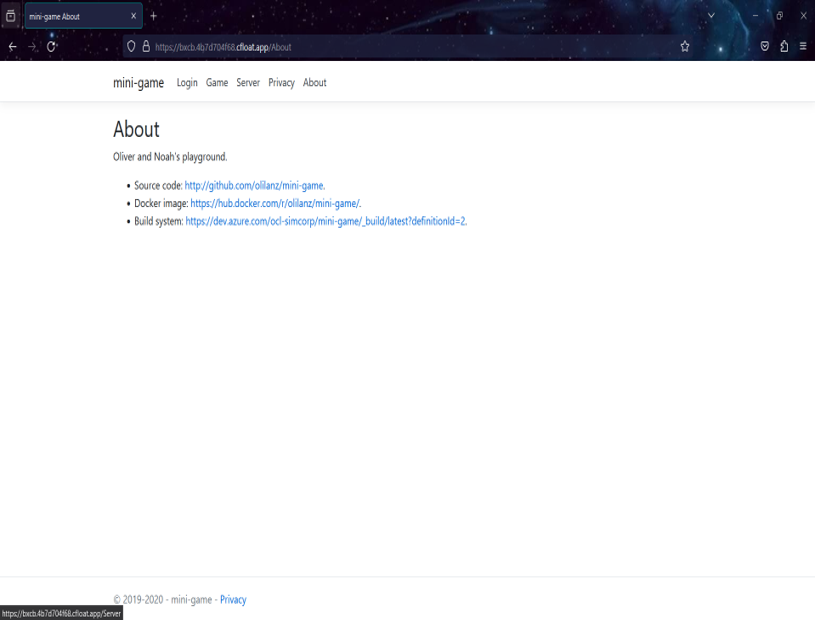 mini-game About
https://bxcb.4b7d704f68.cfloat.app/About
mini-game Login Game Server Privacy About
About
Oliver and Noah's playground.
• Source code: http://github.com/olilanz/mini-game.
• Docker image: https://hub.docker.com/r/olilanz/mini-game/.
• Build system: https://dev.azure.com/ocl-simcorp/mini-game/_build/latest?definitionId=2.
© 2019-2020 - mini-game - Privacy
https://bxcb.4b7d704f68.cfloat.app/Server